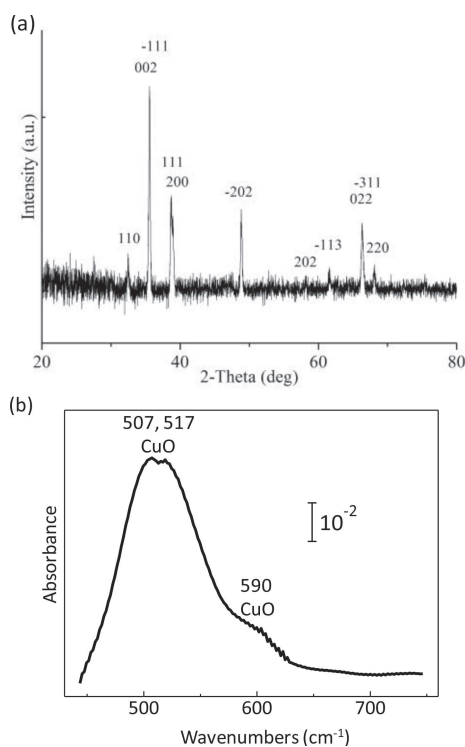 (a)
-111
002
111
200
110
-202
202
-113
-311
022
220
Intensity (a.u.)
20
40
60
80
2-Theta (deg)
(b)
507, 517
CuO
10⁻²
590
CuO
Absorbance
500
600
700
Wavenumbers (cm⁻¹)